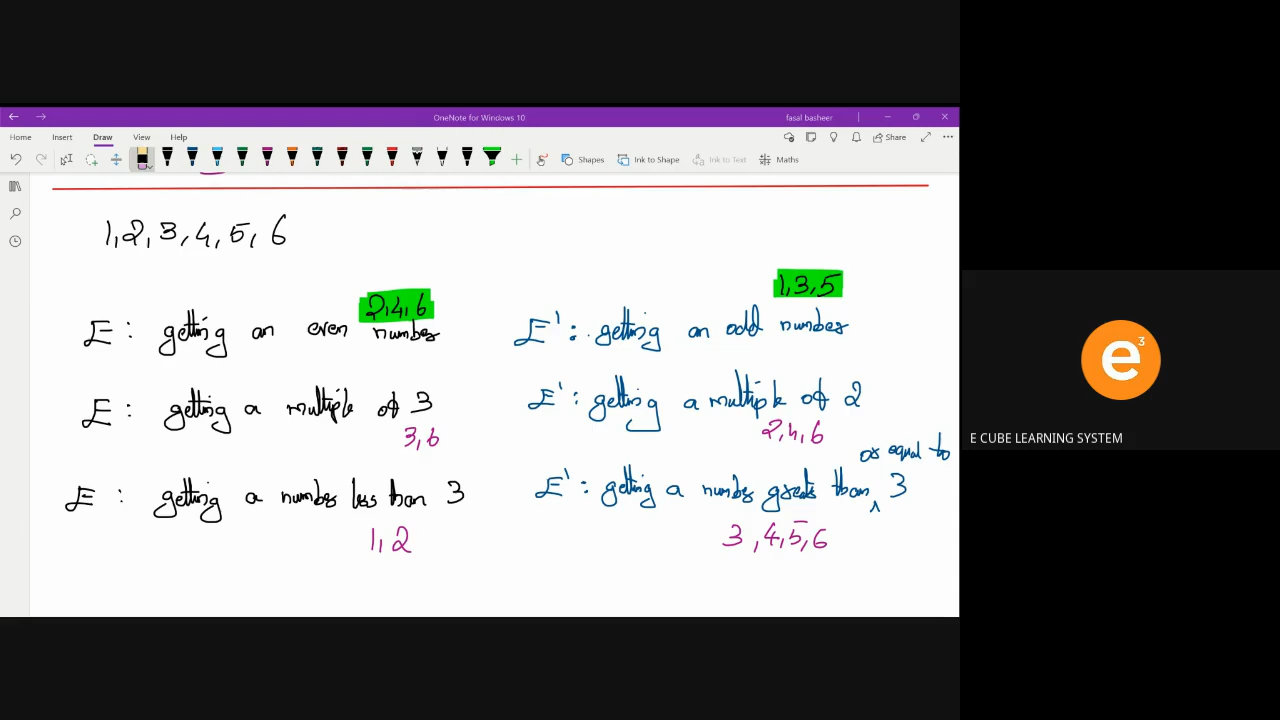 OneNote for Windows 10
fasal basheer
Home Insert Draw View Help
Share
Shapes Ink to Shape Ink to Text Maths
1, 2, 3, 4, 5, 6
2,4,6
1,3,5
E : getting an even number
E' : getting an odd number
E : getting a multiple of 3
E' : getting a multiple of 2
3,6
2,4,6
or equal to
E : getting a number less than 3
E' : getting a number greater than ^ 3
1, 2
3 ,4,5,6
e3
E CUBE LEARNING SYSTEM